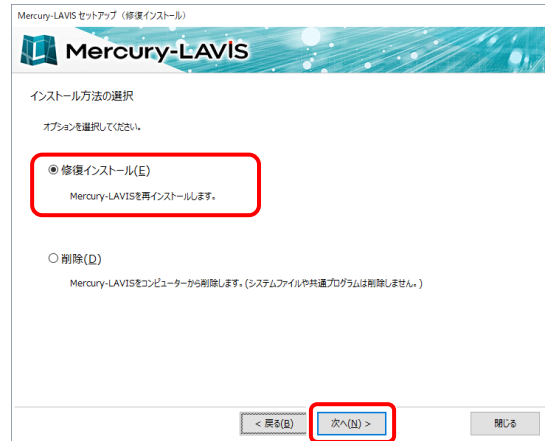 Mercury-LAVIS セットアップ（修復インストール）
Mercury-LAVIS
インストール方法の選択
オプションを選択してください。
修復インストール(E)
Mercury-LAVISを再インストールします。
削除(D)
Mercury-LAVISをコンピューターから削除します。(システムファイルや共通プログラムは削除しません。)
< 戻る(B) 次へ(N) > 閉じる